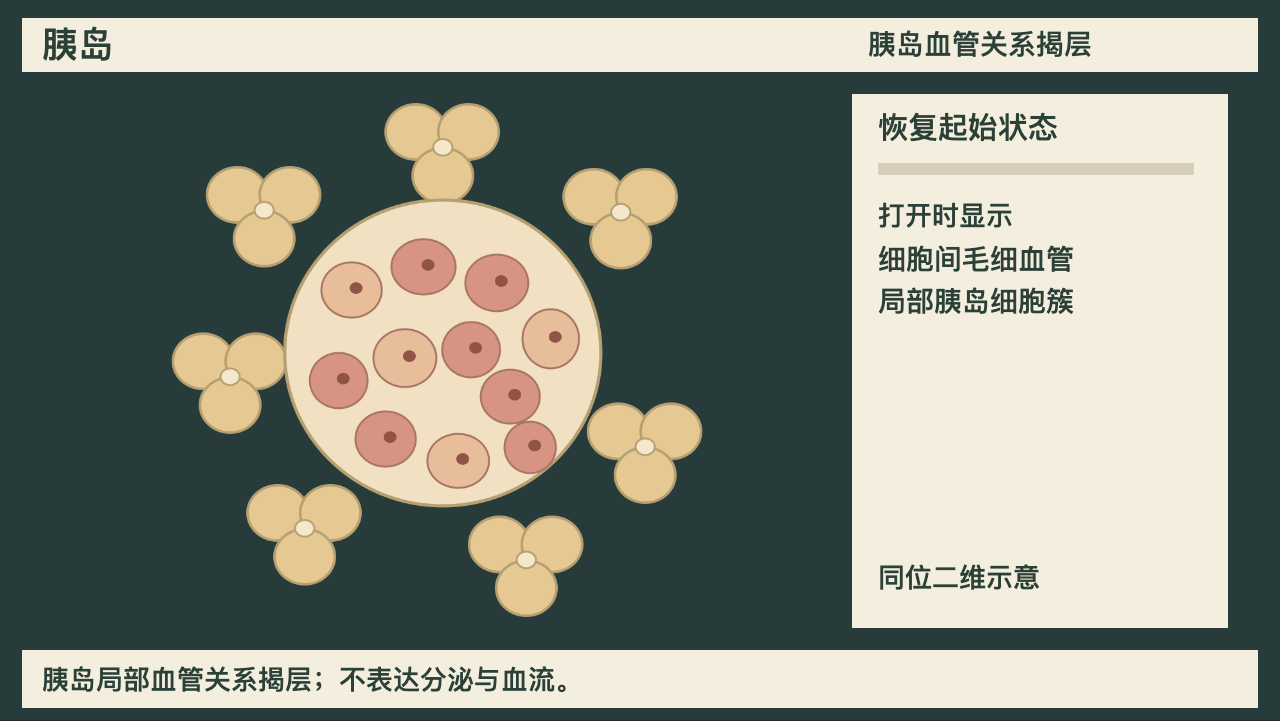 胰岛
胰岛血管关系揭层
恢复起始状态
打开时显示
细胞间毛细血管
局部胰岛细胞簇
同位二维示意
胰岛局部血管关系揭层；不表达分泌与血流。